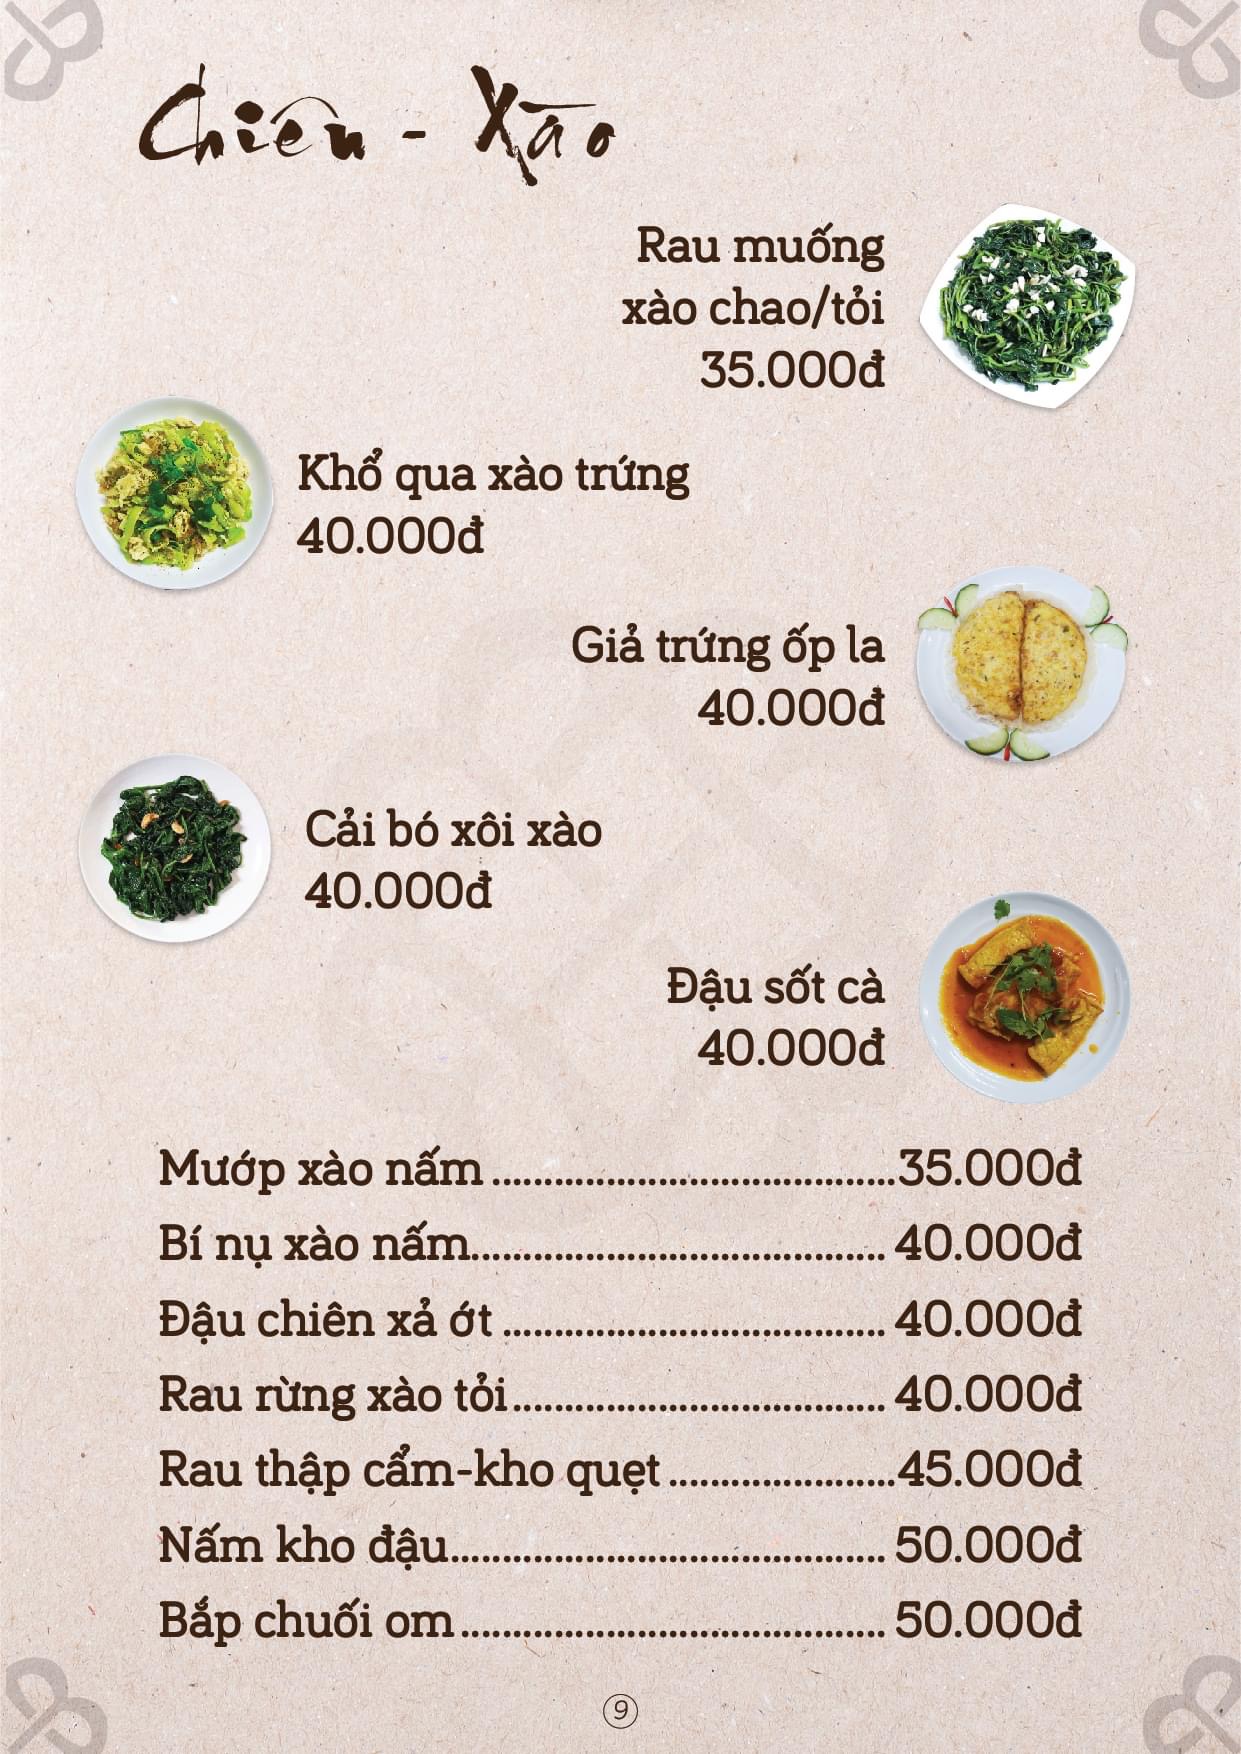 Chiên - Xào
Rau muống
xào chao/tỏi
35.000đ
Khổ qua xào trứng
40.000đ
Giả trứng ốp la
40.000đ
Cải bó xôi xào
40.000đ
Đậu sốt cà
40.000đ
Mướp xào nấm.......................................35.000đ
Bí nụ xào nấm........................................ 40.000đ
Đậu chiên xả ớt ..................................... 40.000đ
Rau rừng xào tỏi.................................... 40.000đ
Rau thập cẩm-kho quẹt......................45.000đ
Nấm kho đậu.......................................... 50.000đ
Bắp chuối om......................................... 50.000đ
9